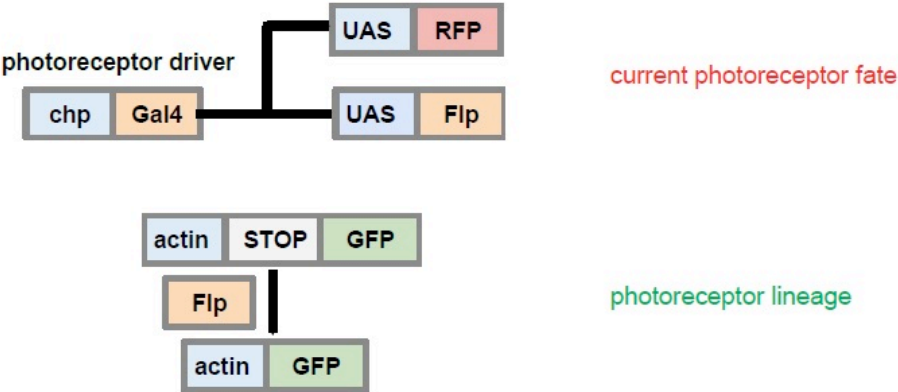 UAS RFP
photoreceptor driver
current photoreceptor fate
chp Gal4
UAS Flp
actin STOP GFP
Flp
photoreceptor lineage
actin GFP